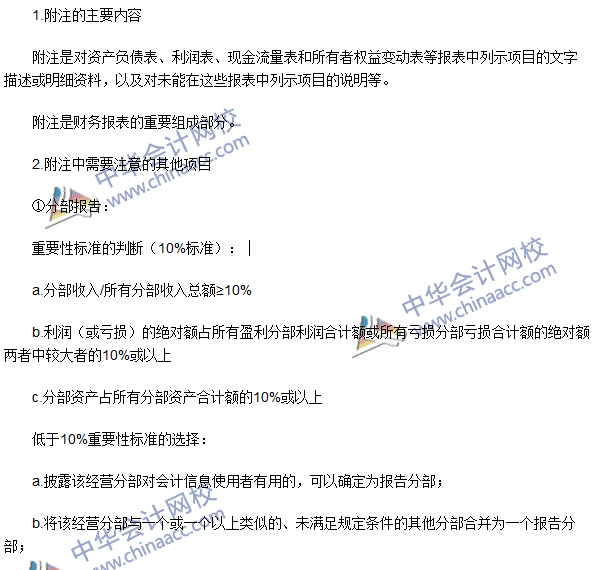 1.附注的主要内容
附注是对资产负债表、利润表、现金流量表和所有者权益变动表等报表中列示项目的文字
描述或明细资料，以及对未能在这些报表中列示项目的说明等。
附注是财务报表的重要组成部分。
2.附注中需要注意的其他项目
①分部报告：
重要性标准的判断（10%标准）：
a.分部收入/所有分部收入总额≥10%
b.利润（或亏损）的绝对额占所有盈利分部利润合计额或所有亏损分部亏损合计额的绝对额
两者中较大者的10%或以上
c.分部资产占所有分部资产合计额的10%或以上
低于10%重要性标准的选择：
a.披露该经营分部对会计信息使用者有用的，可以确定为报告分部；
b.将该经营分部与一个或一个以上类似的、未满足规定条件的其他分部合并为一个报告分
部；
中华会计网校
www.chinaacc.com
中华会计网校
www.chinaacc.com
中华会计网校
www.chinaacc.com